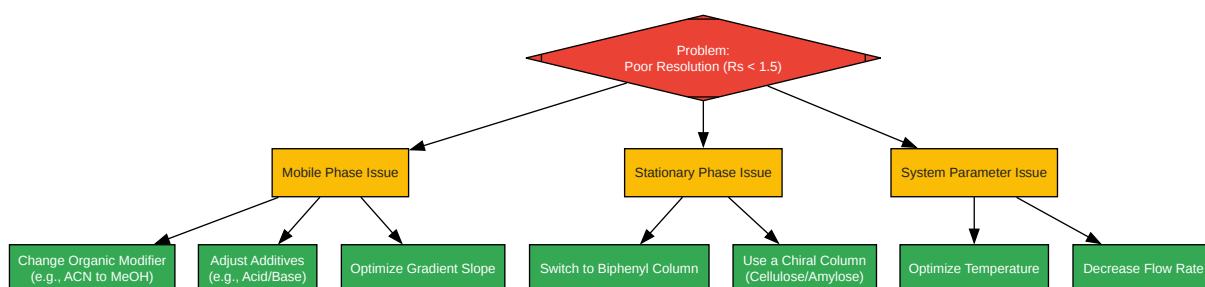 Problem:
Poor Resolution (Rs < 1.5)
Mobile Phase Issue
Stationary Phase Issue
System Parameter Issue
Change Organic Modifier
(e.g., ACN to MeOH)
Adjust Additives
(e.g., Acid/Base)
Optimize Gradient Slope
Switch to Biphenyl Column
Use a Chiral Column
(Cellulose/Amylose)
Optimize Temperature
Decrease Flow Rate